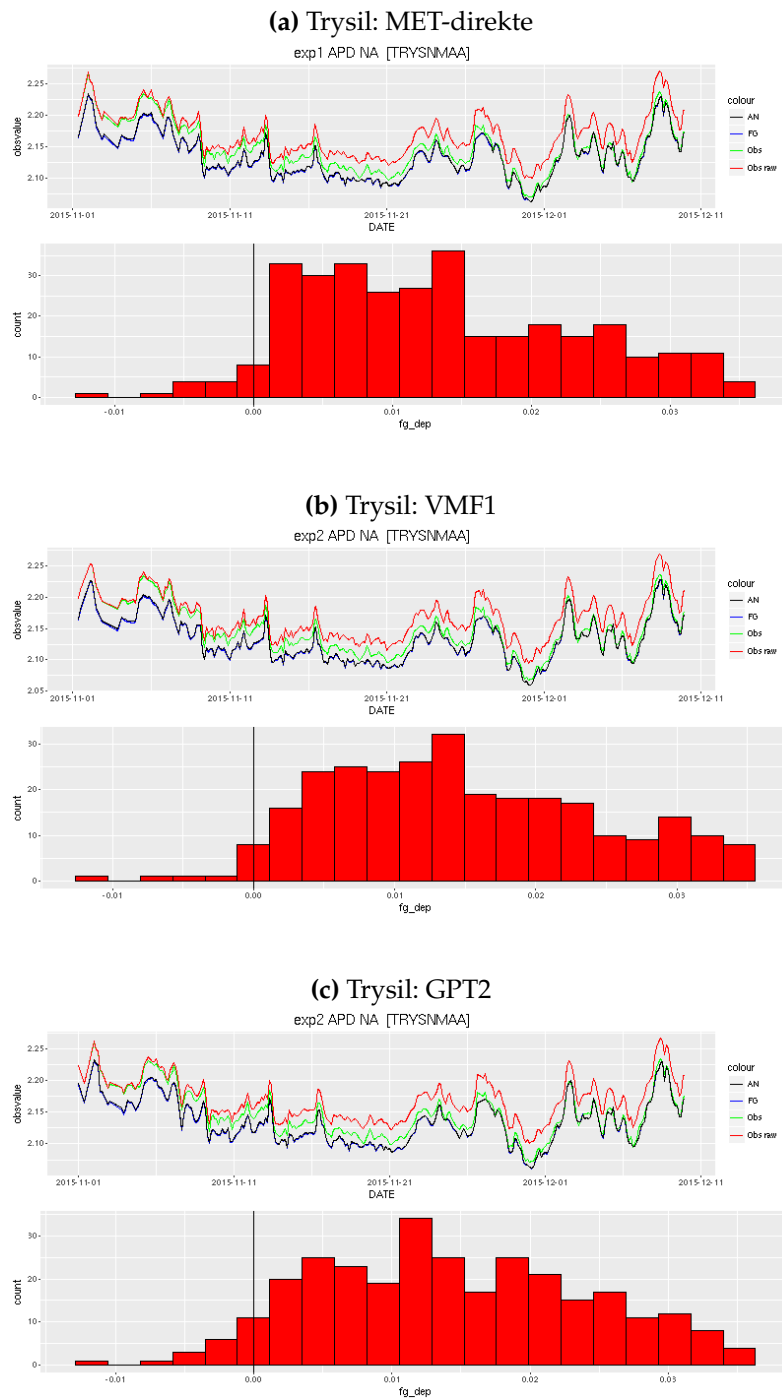 (a) Trysil: MET-direkte
exp1 APD NA [TRYSNMAA]
2.25
2.20
2.15
2.10
obsvalue
2015-11-01 2015-11-11 2015-11-21 2015-12-01 2015-12-11
DATE
colour
AN
FG
Obs
Obs raw
30
20
10
0
count
-0.01 0.00 0.01 0.02 0.03
fg_dep
(b) Trysil: VMF1
exp2 APD NA [TRYSNMAA]
2.25
2.20
2.15
2.10
2.05
obsvalue
2015-11-01 2015-11-11 2015-11-21 2015-12-01 2015-12-11
DATE
colour
AN
FG
Obs
Obs raw
30
20
10
0
count
-0.01 0.00 0.01 0.02 0.03
fg_dep
(c) Trysil: GPT2
exp2 APD NA [TRYSNMAA]
2.25
2.20
2.15
2.10
obsvalue
2015-11-01 2015-11-11 2015-11-21 2015-12-01 2015-12-11
DATE
colour
AN
FG
Obs
Obs raw
30
20
10
0
count
-0.01 0.00 0.01 0.02 0.03
fg_dep